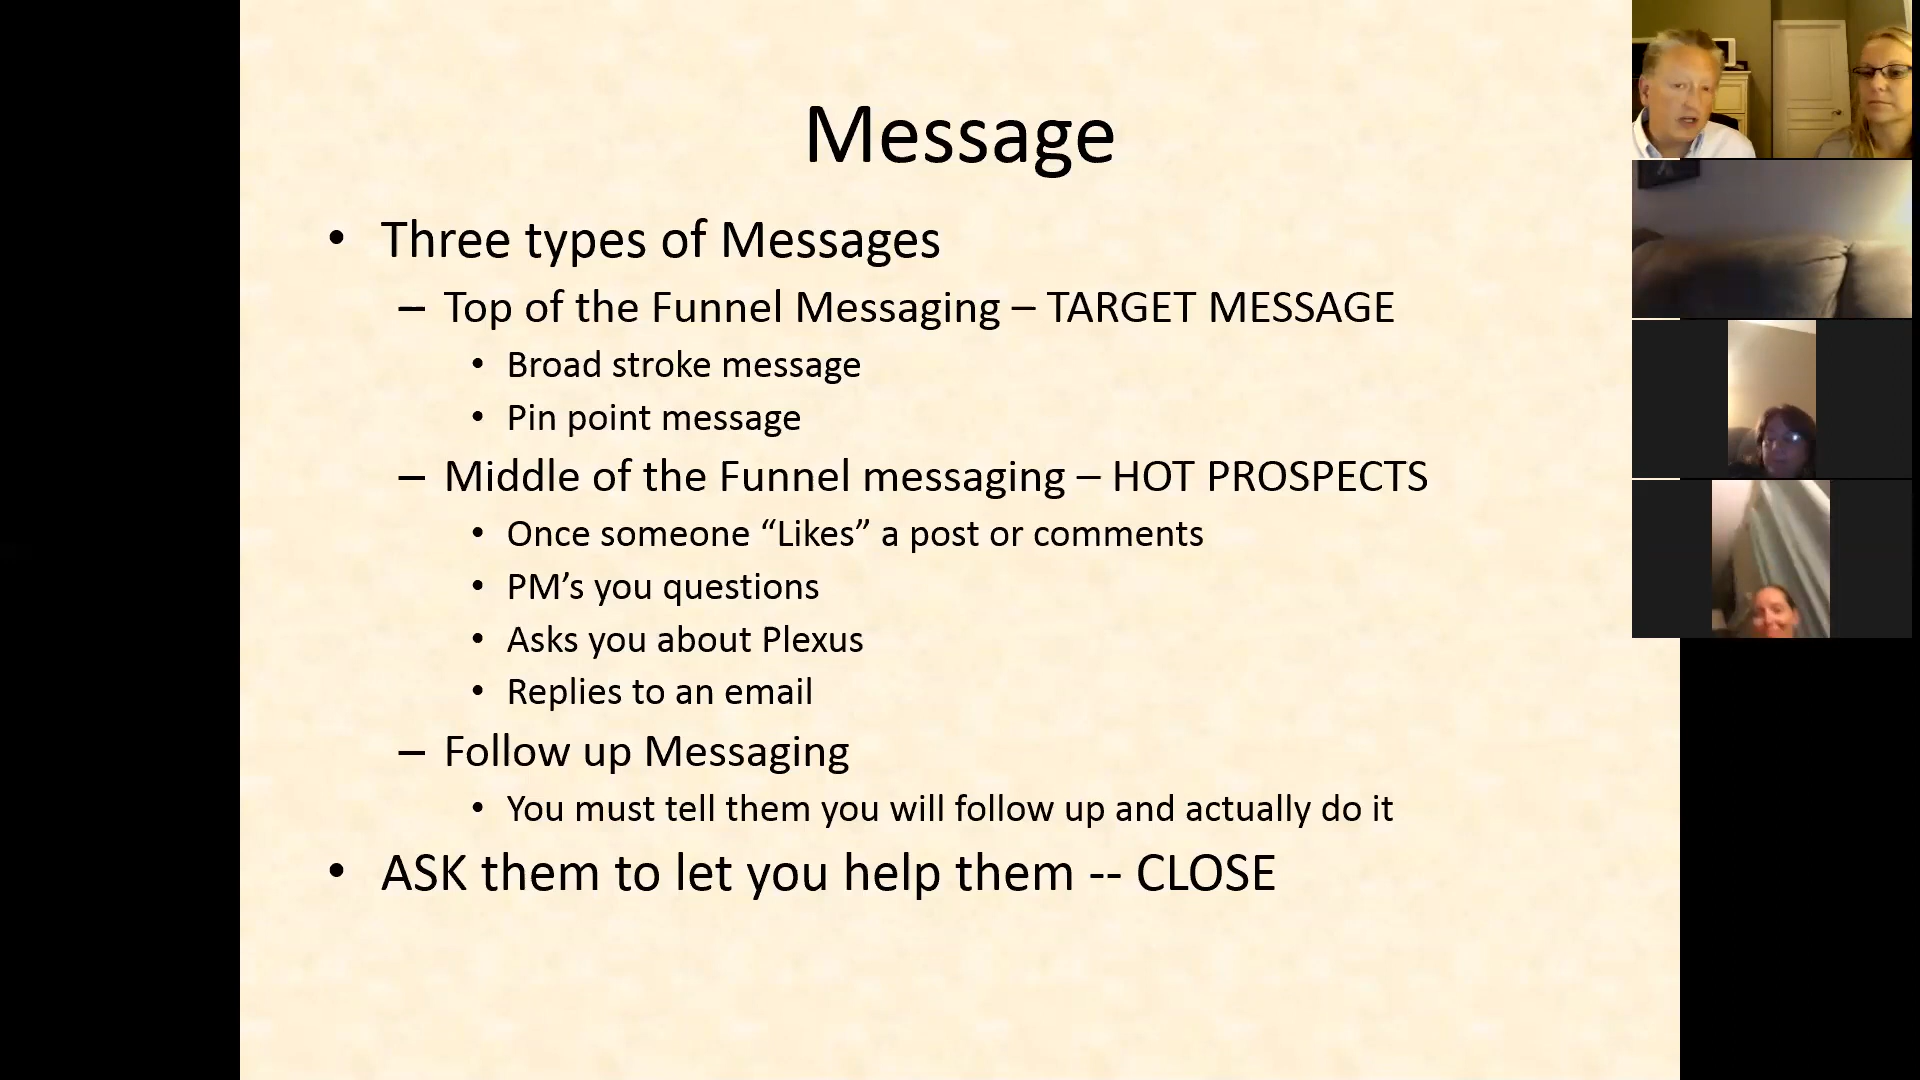 Message
• Three types of Messages
– Top of the Funnel Messaging – TARGET MESSAGE
• Broad stroke message
• Pin point message
– Middle of the Funnel messaging – HOT PROSPECTS
• Once someone “Likes” a post or comments
• PM’s you questions
• Asks you about Plexus
• Replies to an email
– Follow up Messaging
• You must tell them you will follow up and actually do it
• ASK them to let you help them -- CLOSE